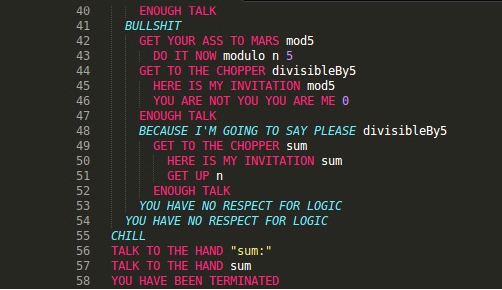 40 ENOUGH TALK
41 BULLSHIT
42 GET YOUR ASS TO MARS mod5
43 DO IT NOW modulo n 5
44 GET TO THE CHOPPER divisibleBy5
45 HERE IS MY INVITATION mod5
46 YOU ARE NOT YOU YOU ARE ME 0
47 ENOUGH TALK
48 BECAUSE I'M GOING TO SAY PLEASE divisibleBy5
49 GET TO THE CHOPPER sum
50 HERE IS MY INVITATION sum
51 GET UP n
52 ENOUGH TALK
53 YOU HAVE NO RESPECT FOR LOGIC
54 YOU HAVE NO RESPECT FOR LOGIC
55 CHILL
56 TALK TO THE HAND "sum:"
57 TALK TO THE HAND sum
58 YOU HAVE BEEN TERMINATED